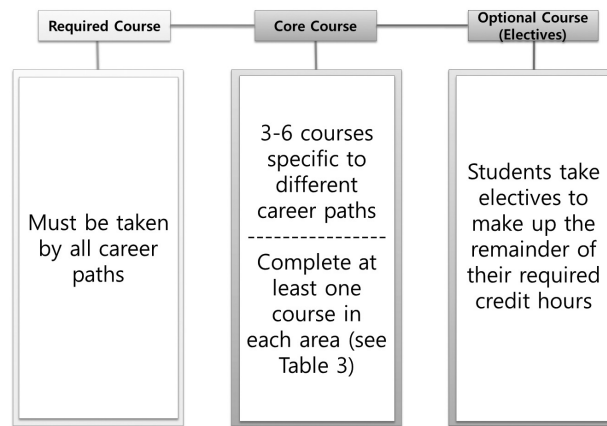 Required Course
Core Course
Optional Course
(Electives)
Must be taken
by all career
paths
3-6 courses
specific to
different
career paths
----------------
Complete at
least one
course in
each area (see
Table 3)
Students take
electives to
make up the
remainder of
their required
credit hours